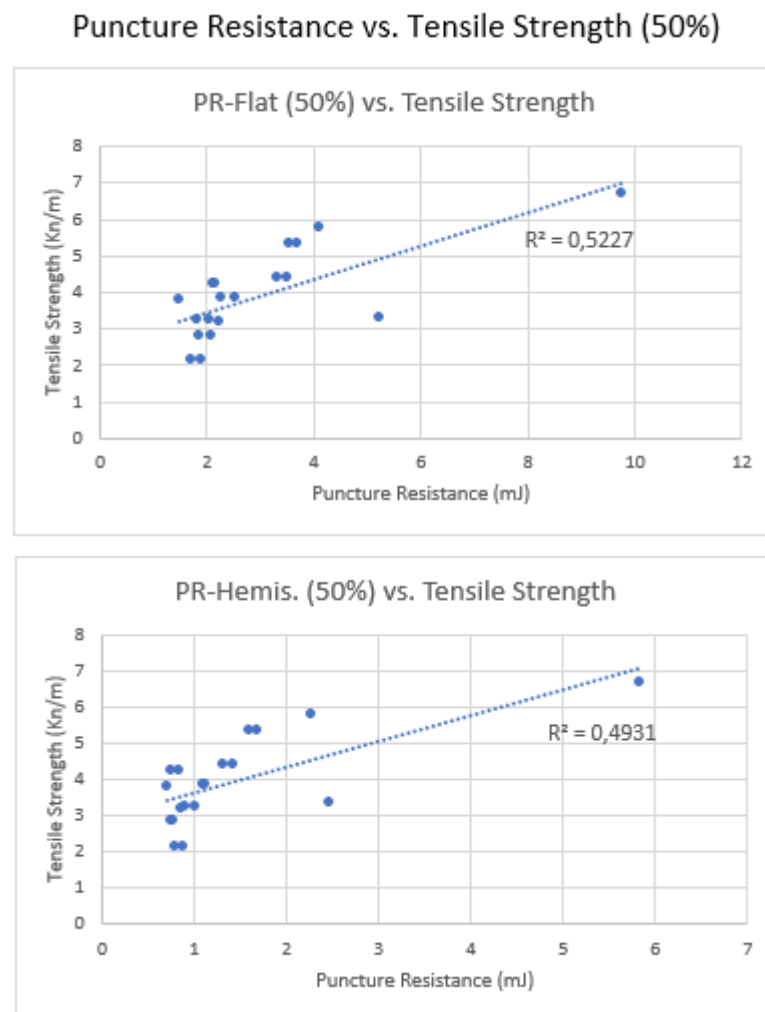 Puncture Resistance vs. Tensile Strength (50%)
PR-Flat (50%) vs. Tensile Strength
Tensile Strength (Kn/m)
8
7
6
5
4
3
2
1
0
R² = 0,5227
0 2 4 6 8 10 12
Puncture Resistance (mJ)
PR-Hemis. (50%) vs. Tensile Strength
Tensile Strength (Kn/m)
8
7
6
5
4
3
2
1
0
R² = 0,4931
0 1 2 3 4 5 6 7
Puncture Resistance (mJ)